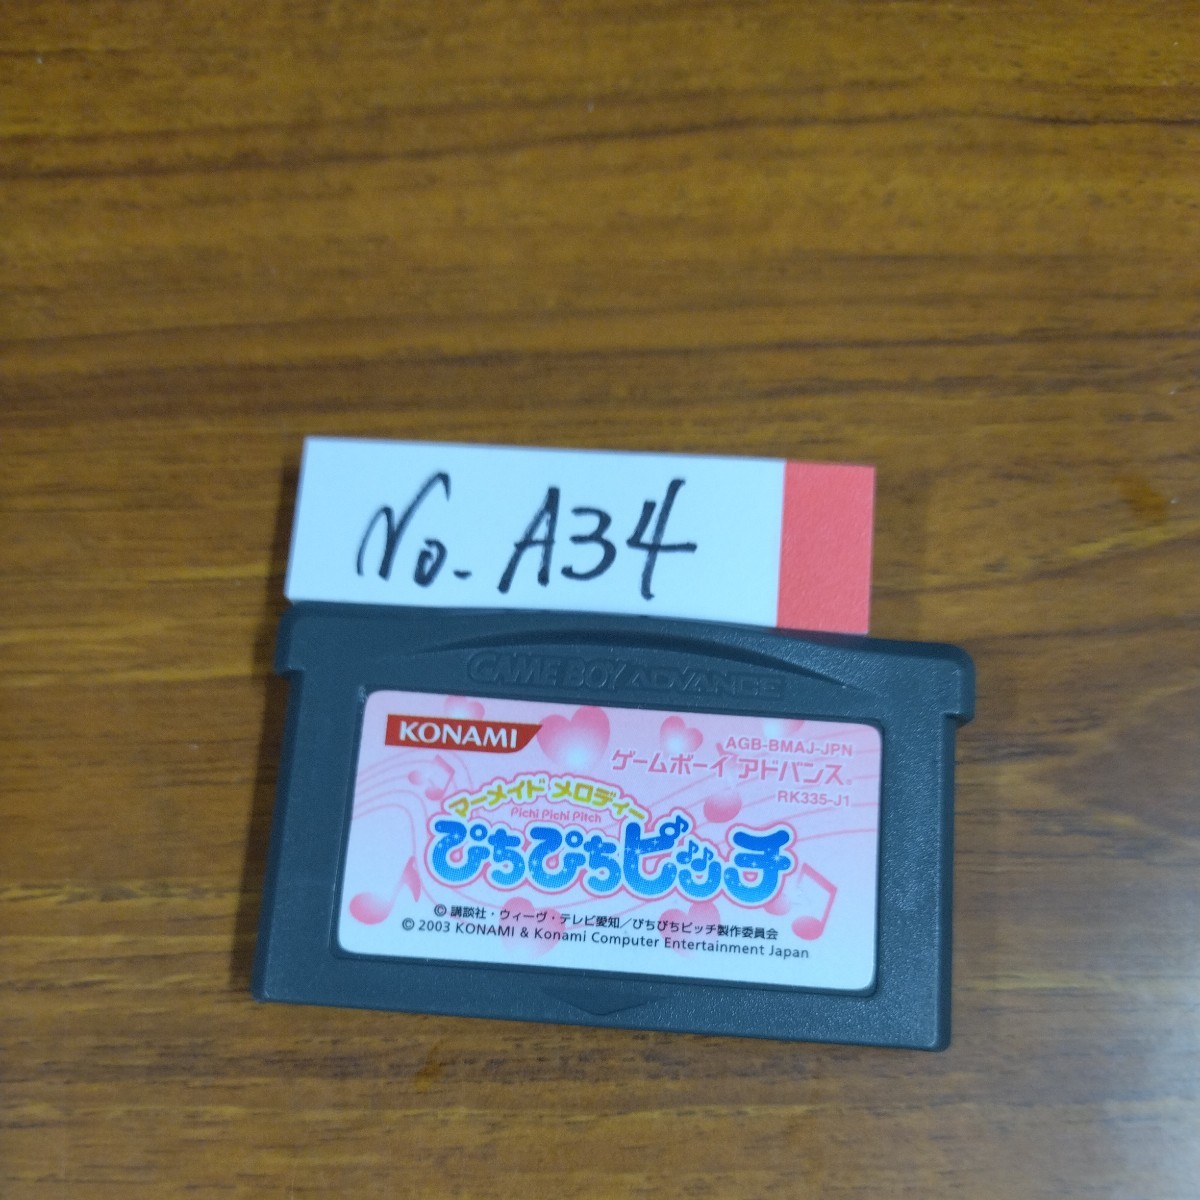 No. A34
GAME BOY ADVANCE
KONAMI
AGB-BMAJ-JPN
ゲームボーイ アドバンス®
RK335-J1
マーメイド メロディー
Pichi Pichi Pitch
ぴちぴちピッチ
© 講談社・ウィーヴ・テレビ愛知/ぴちぴちピッチ製作委員会
© 2003 KONAMI & Konami Computer Entertainment Japan